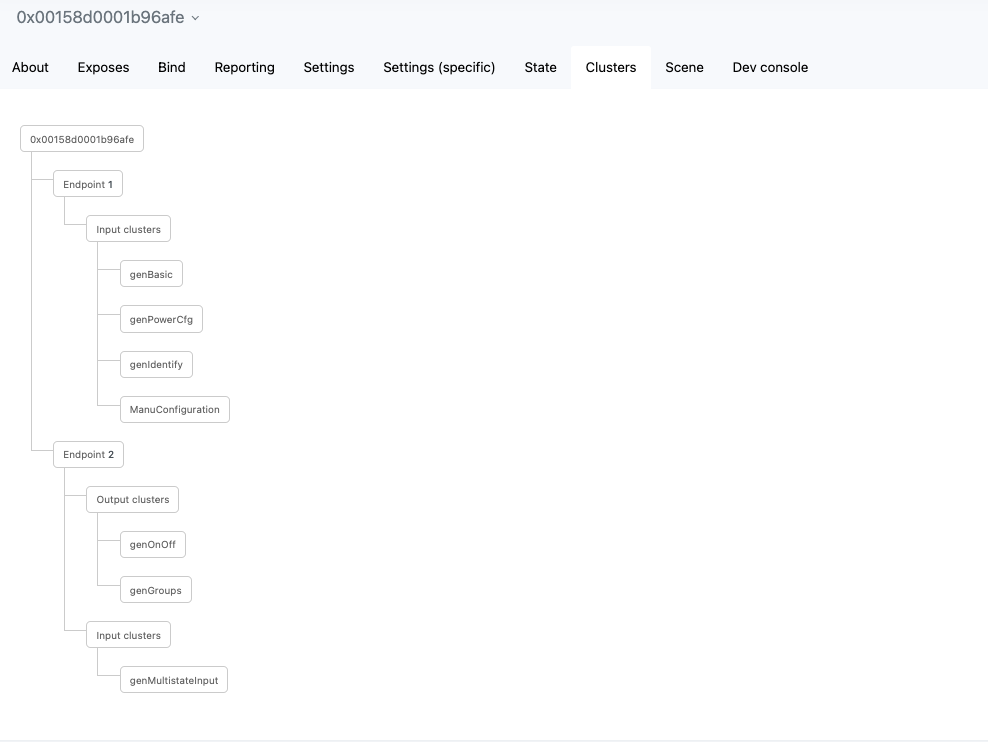 0x00158d0001b96afe
About Exposes Bind Reporting Settings Settings (specific) State Clusters Scene Dev console
0x00158d0001b96afe
Endpoint 1
Input clusters
genBasic
genPowerCfg
genIdentify
ManuConfiguration
Endpoint 2
Output clusters
genOnOff
genGroups
Input clusters
genMultistateInput